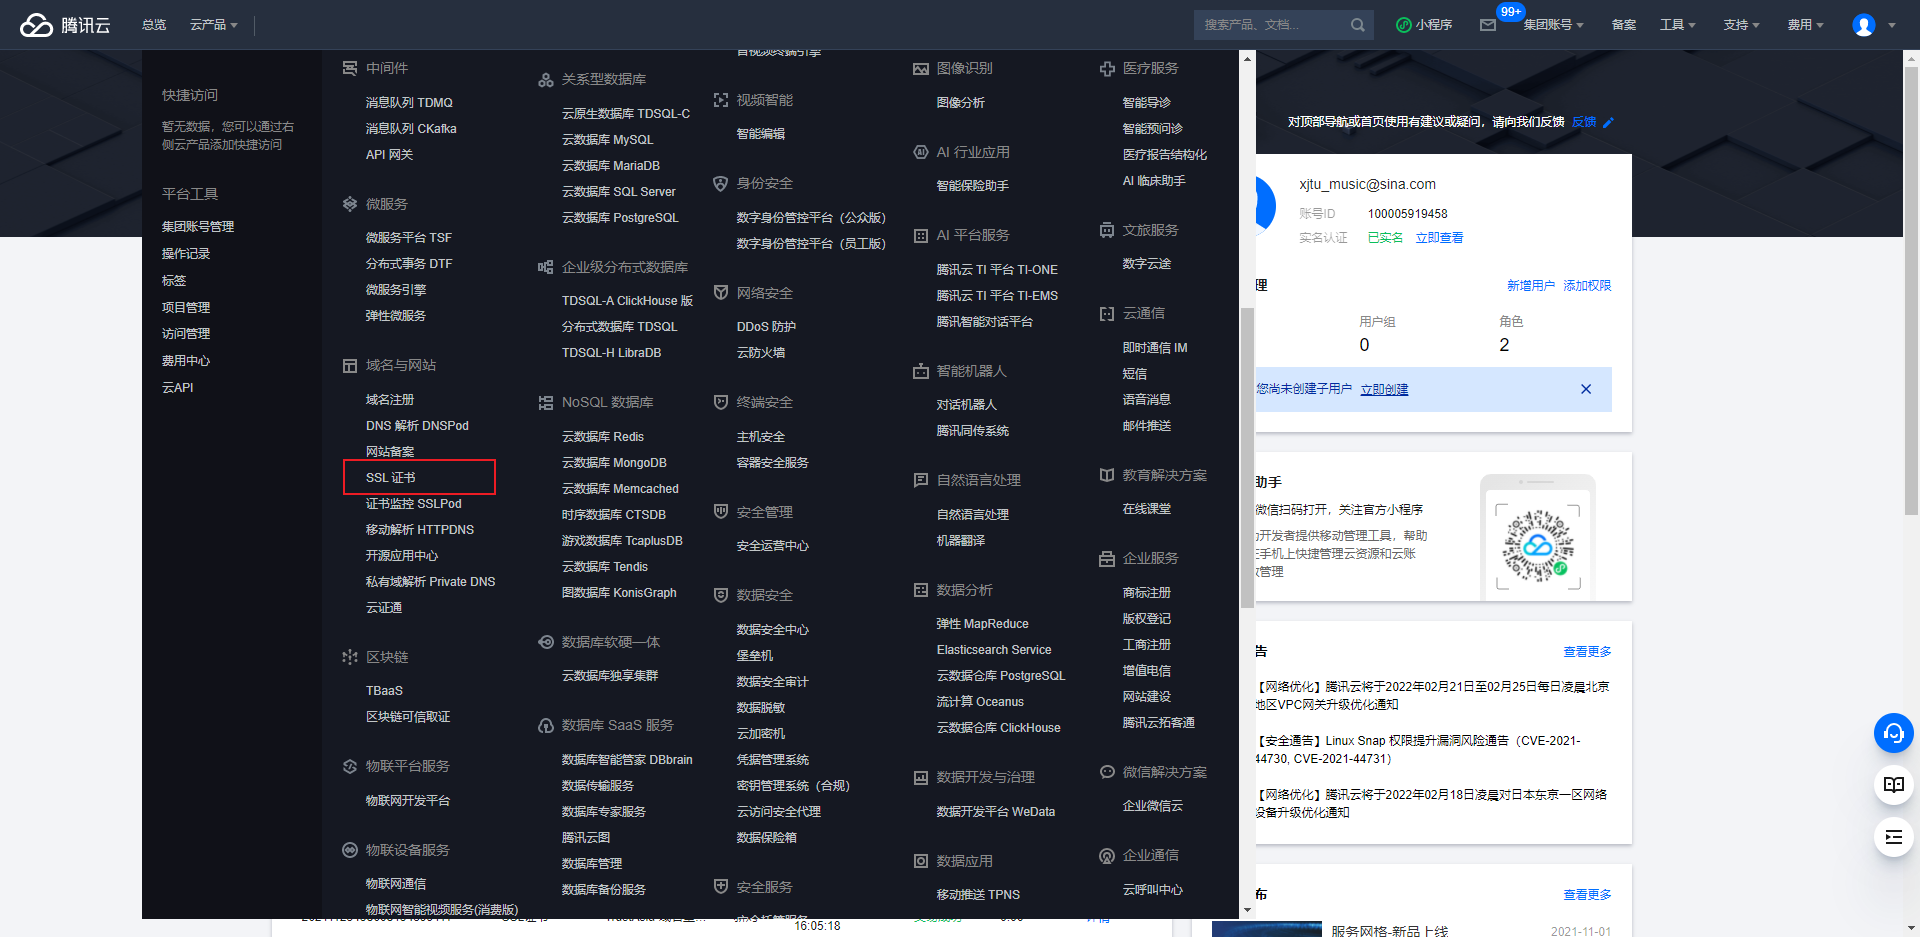 腾讯云
总览
云产品
搜索产品、文档...
小程序
99+
集团账号
备案
工具
支持
费用
快捷访问
暂无数据，您可以通过右
侧云产品添加快捷访问
平台工具
集团账号管理
操作记录
标签
项目管理
访问管理
费用中心
云API
中间件
消息队列 TDMQ
消息队列 CKafka
API 网关
微服务
微服务平台 TSF
分布式事务 DTF
微服务引擎
弹性微服务
域名与网站
域名注册
DNS 解析 DNSPod
网站备案
SSL 证书
证书监控 SSLPod
移动解析 HTTPDNS
开源应用中心
私有域解析 Private DNS
云证通
区块链
TBaaS
区块链可信取证
物联平台服务
物联网开发平台
物联设备服务
物联网通信
物联网智能视频服务(消费版)
关系型数据库
云原生数据库 TDSQL-C
云数据库 MySQL
云数据库 MariaDB
云数据库 SQL Server
云数据库 PostgreSQL
企业级分布式数据库
TDSQL-A ClickHouse 版
分布式数据库 TDSQL
TDSQL-H LibraDB
NoSQL 数据库
云数据库 Redis
云数据库 MongoDB
云数据库 Memcached
时序数据库 CTSDB
游戏数据库 TcaplusDB
云数据库 Tendis
图数据库 KonisGraph
数据库软硬一体
云数据库独享集群
数据库 SaaS 服务
数据库智能管家 DBbrain
数据传输服务
数据库专家服务
腾讯云图
数据库管理
数据库备份服务
音视频终端引擎
视频智能
智能编辑
身份安全
数字身份管控平台（公众版）
数字身份管控平台（员工版）
网络安全
DDoS 防护
云防火墙
终端安全
主机安全
容器安全服务
安全管理
安全运营中心
数据安全
数据安全中心
堡垒机
数据安全审计
数据脱敏
云加密机
凭据管理系统
密钥管理系统（合规）
云访问安全代理
数据保险箱
安全服务
安全托管服务
图像识别
图像分析
AI 行业应用
智能保险助手
AI 平台服务
腾讯云 TI 平台 TI-ONE
腾讯云 TI 平台 TI-EMS
腾讯智能对话平台
智能机器人
对话机器人
腾讯同传系统
自然语言处理
自然语言处理
机器翻译
数据分析
弹性 MapReduce
Elasticsearch Service
云数据仓库 PostgreSQL
流计算 Oceanus
云数据仓库 ClickHouse
数据开发与治理
数据开发平台 WeData
数据应用
移动推送 TPNS
医疗服务
智能导诊
智能预问诊
医疗报告结构化
AI 临床助手
文旅服务
数字云途
云通信
即时通信 IM
短信
语音消息
邮件推送
教育解决方案
在线课堂
企业服务
商标注册
版权登记
工商注册
增值电信
网站建设
腾讯云拓客通
微信解决方案
企业微信云
企业通信
云呼叫中心
对顶部导航或首页使用有建议或疑问，请向我们反馈 反馈
xjtu_music@sina.com
账号ID 100005919458
实名认证 已实名 立即查看
理 新增用户 添加权限
用户组 角色
0 2
您尚未创建子用户 立即创建
助手
微信扫码打开，关注官方小程序
开发者提供移动管理工具，帮助
手机上快捷管理云资源和云账
管理
告 查看更多
【网络优化】腾讯云将于2022年02月21日至02月25日每日凌晨北京
地区VPC网关升级优化通知
【安全通告】Linux Snap 权限提升漏洞风险通告（CVE-2021-
44730, CVE-2021-44731）
【网络优化】腾讯云将于2022年02月18日凌晨对日本东京一区网络
设备升级优化通知
布 查看更多
服务网格-新品上线 2021-11-01
16:05:18